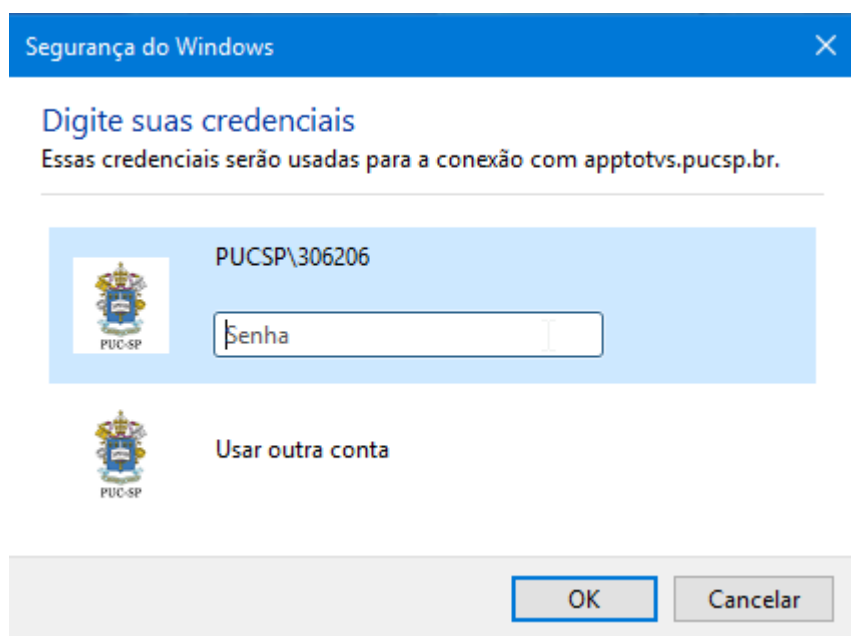 Segurança do Windows
Digite suas credenciais
Essas credenciais serão usadas para a conexão com apptotvs.pucsp.br.
PUCSP\306206
Senha
PUC-SP
Usar outra conta
PUC-SP
OK
Cancelar